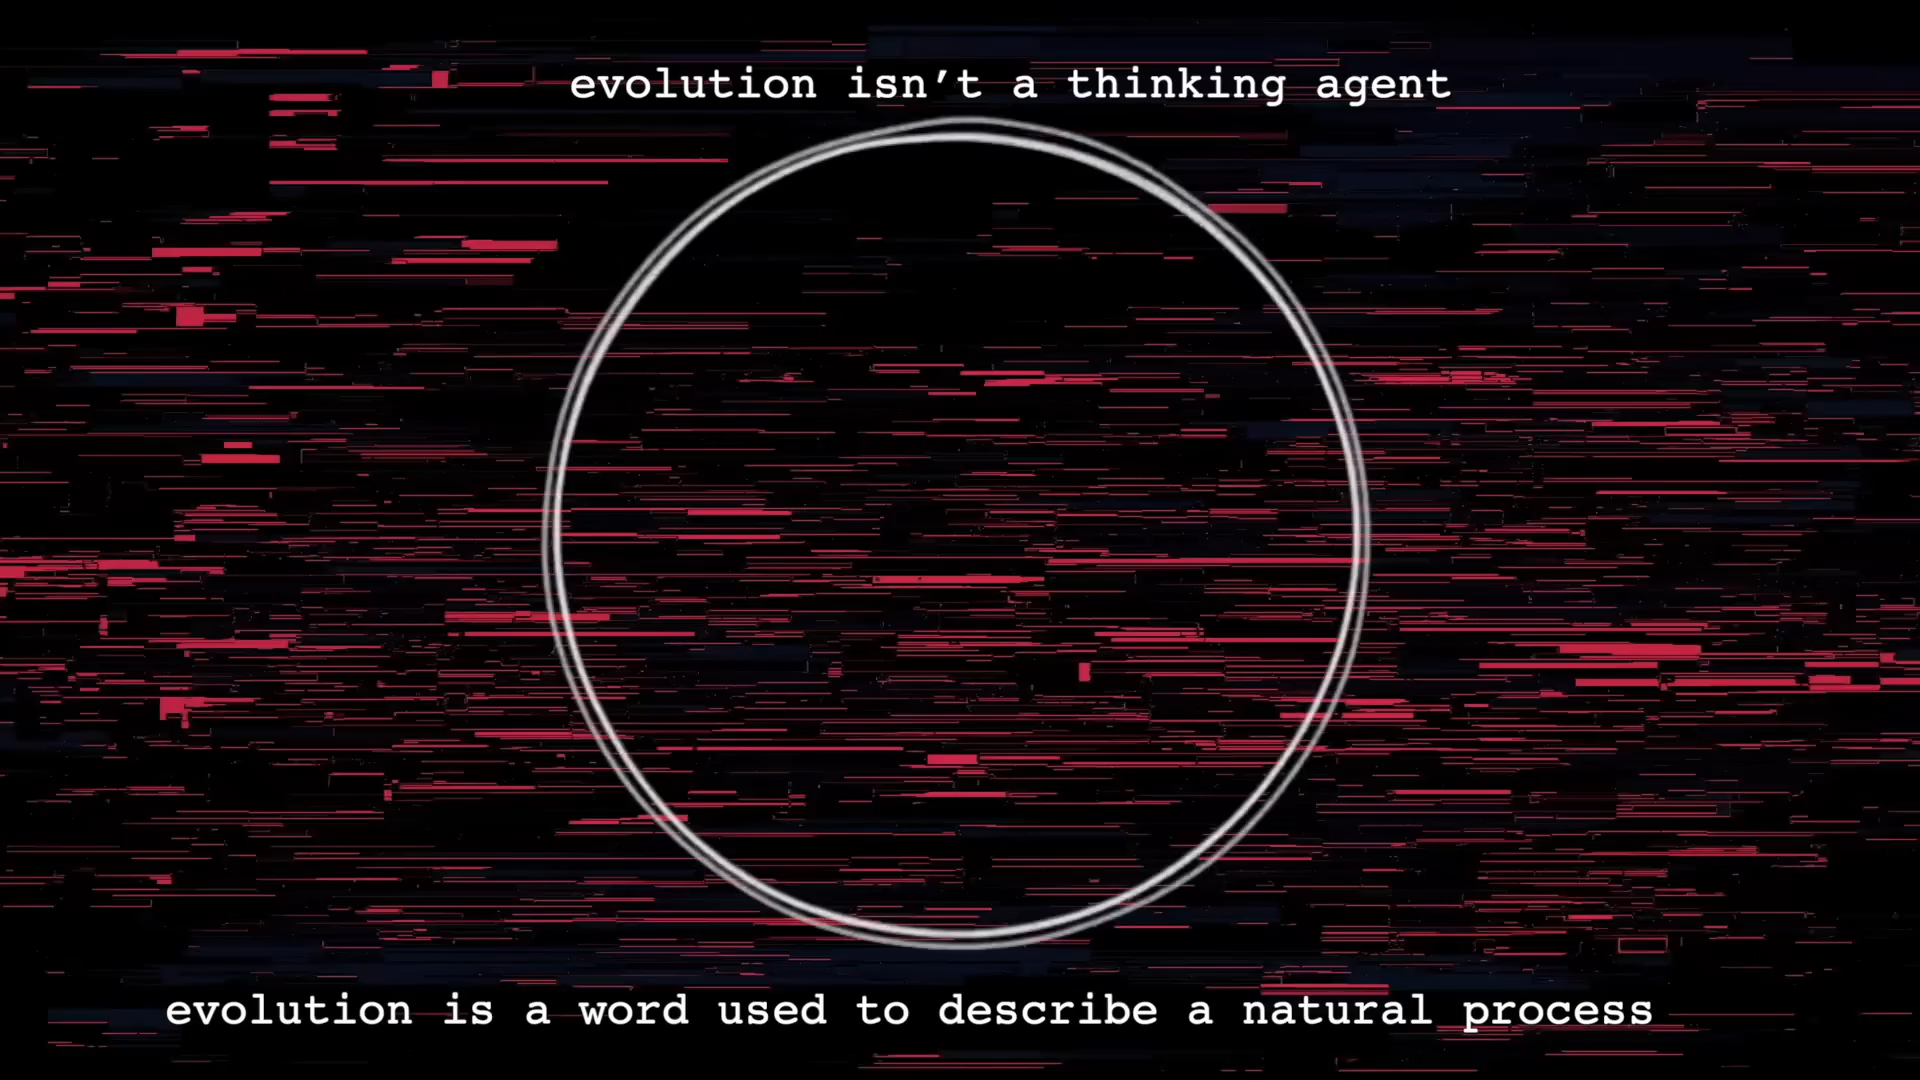 evolution isn’t a thinking agent
evolution is a word used to describe a natural process